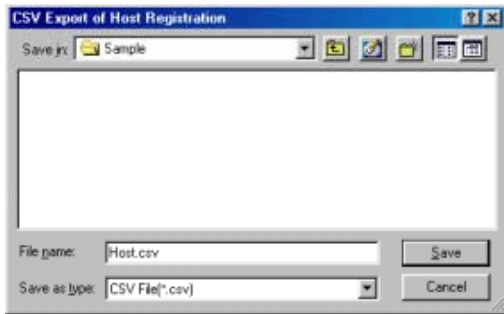 CSV Export of Host Registration
Save in: Sample
File name: Host.csv
Save
Save as type: CSV File(*.csv)
Cancel